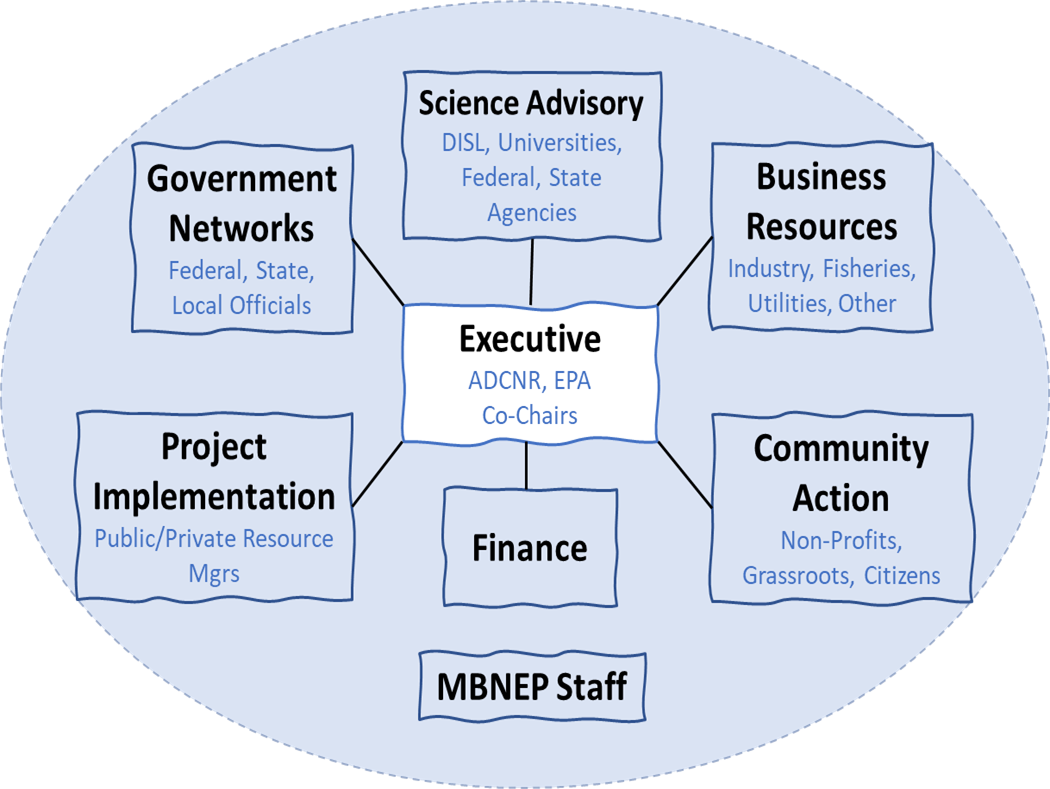 Science Advisory
DISL, Universities,
Federal, State
Agencies
Government
Networks
Federal, State,
Local Officials
Business
Resources
Industry, Fisheries,
Utilities, Other
Executive
ADCNR, EPA
Co-Chairs
Project
Implementation
Public/Private Resource
Mgrs
Finance
Community
Action
Non-Profits,
Grassroots, Citizens
MBNEP Staff